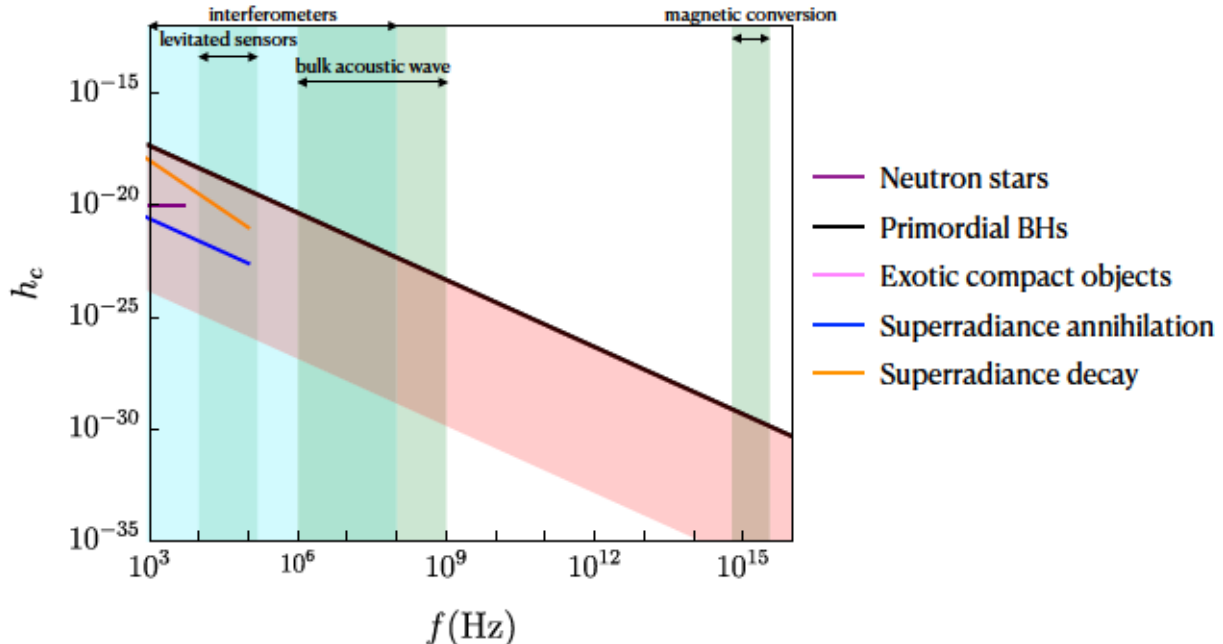 interferometers
magnetic conversion
levitated sensors
bulk acoustic wave
10^{-15}
10^{-20}
10^{-25}
10^{-30}
10^{-35}
h_c
10^3
10^6
10^9
10^{12}
10^{15}
f(Hz)
Neutron stars
Primordial BHs
Exotic compact objects
Superradiance annihilation
Superradiance decay